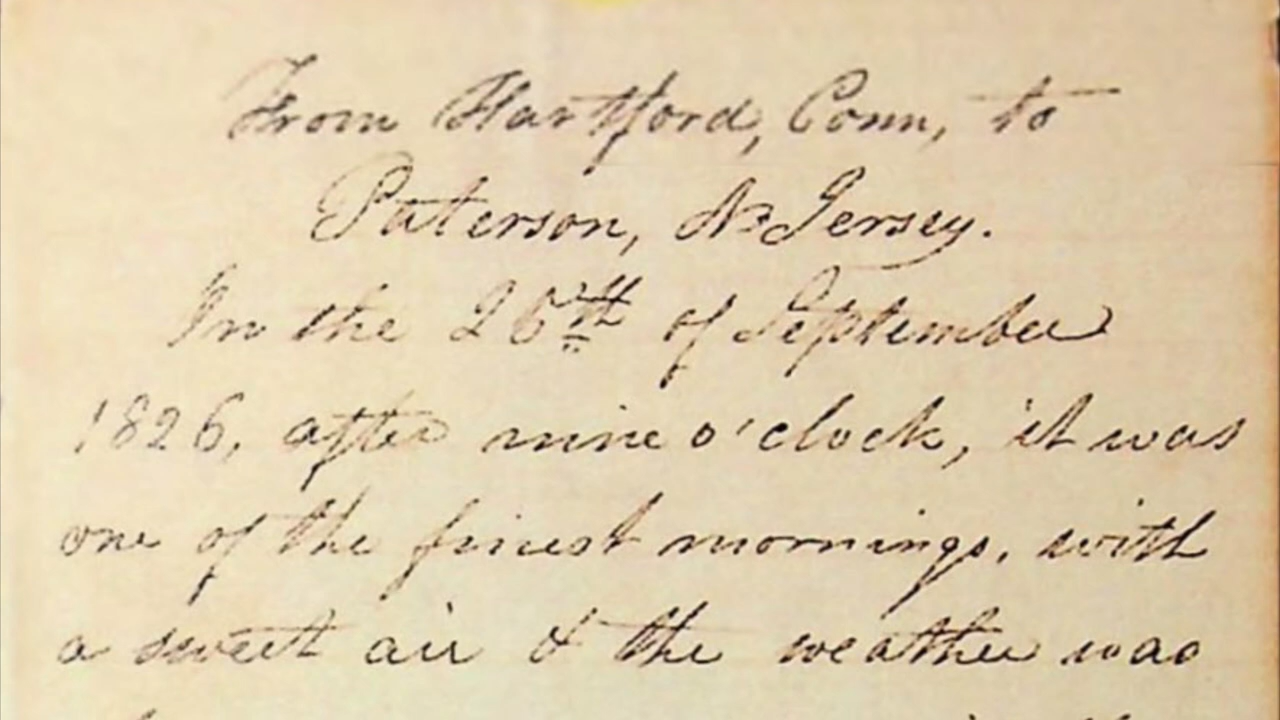 From Hartford, Conn, to
Paterson, N. Jersey.
In the 26th of September
1826, after nine o'clock, it was
one of the finest mornings, with
a sweet air & the weather was